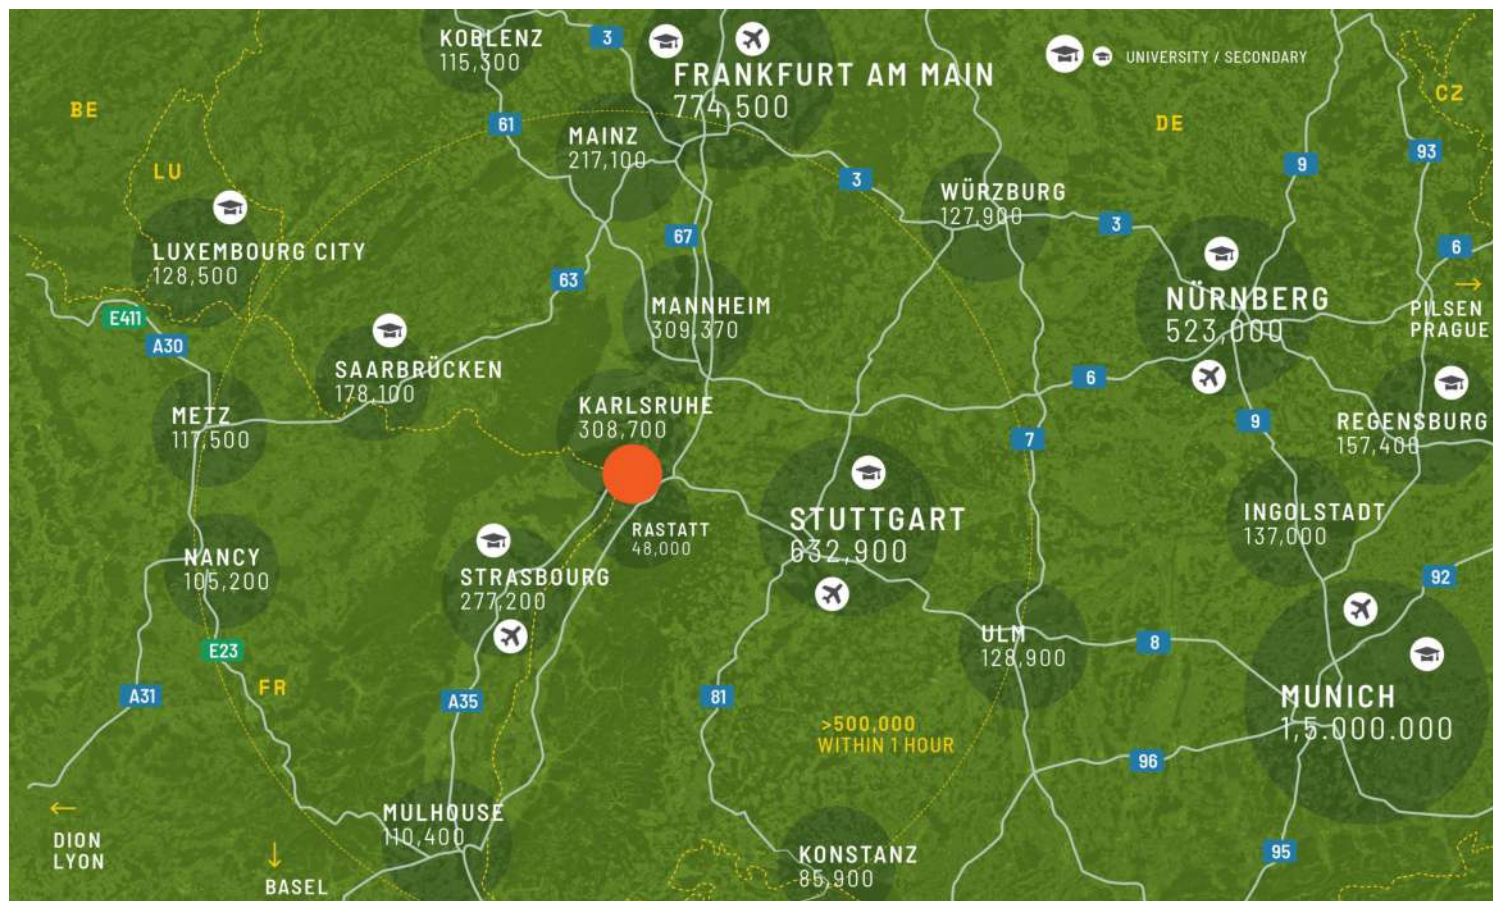 KOBLENZ
115,300
3
FRANKFURT AM MAIN
774,500
UNIVERSITY / SECONDARY
BE
CZ
DE
61
MAINZ
217,100
9
93
LU
3
WÜRZBURG
127,900
3
67
6
LUXEMBOURG CITY
128,500
63
MANNHEIM
309,370
NÜRNBERG
523,000
PILSEN
PRAGUE
E411
A30
SAARBRÜCKEN
178,100
6
METZ
117,500
KARLSRUHE
308,700
7
9
REGENSBURG
157,400
STUTTGART
632,900
INGOLSTADT
137,000
RASTATT
48,000
NANCY
105,200
STRASBOURG
277,200
92
E23
ULM
128,900
8
FR
A31
A35
81
MUNICH
1,5.000.000
>500,000
WITHIN 1 HOUR
96
DION
LYON
MULHOUSE
110,400
KONSTANZ
85,900
95
BASEL